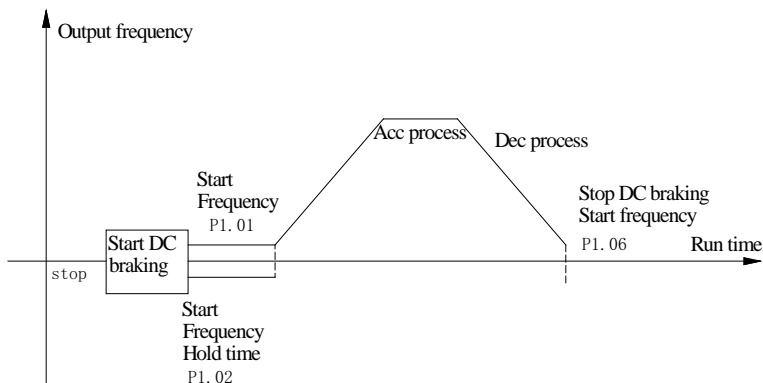 Output frequency
Acc process
Dec process
Start
Frequency
P1.01
Stop DC braking
Start frequency
P1.06
Run time
Start DC
braking
stop
Start
Frequency
Hold time
P1.02